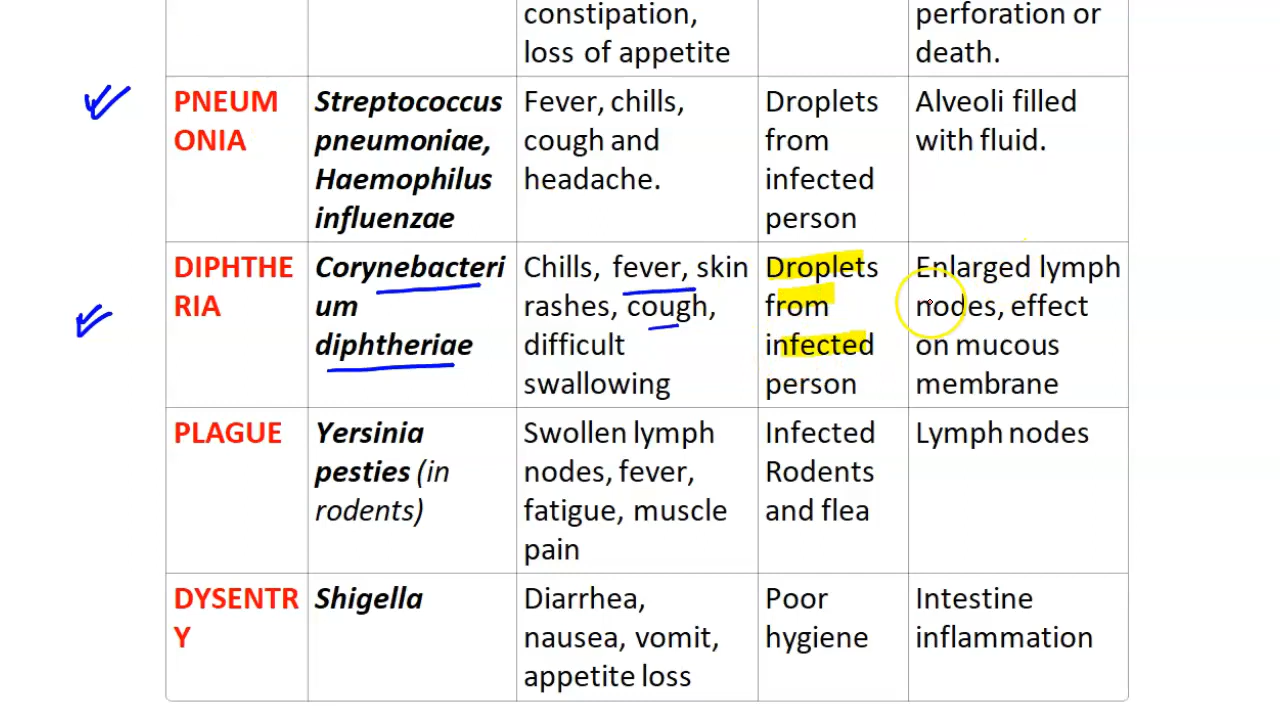 constipation,
loss of appetite
perforation or
death.
PNEUM
ONIA
Streptococcus
pneumoniae,
Haemophilus
influenzae
Fever, chills,
cough and
headache.
Droplets
from
infected
person
Alveoli filled
with fluid.
DIPHTHE
RIA
Corynebacteri
um
diphtheriae
Chills, fever, skin
rashes, cough,
difficult
swallowing
Droplets
from
infected
person
Enlarged lymph
nodes, effect
on mucous
membrane
PLAGUE
Yersinia
pesties (in
rodents)
Swollen lymph
nodes, fever,
fatigue, muscle
pain
Infected
Rodents
and flea
Lymph nodes
DYSENTR
Y
Shigella
Diarrhea,
nausea, vomit,
appetite loss
Poor
hygiene
Intestine
inflammation